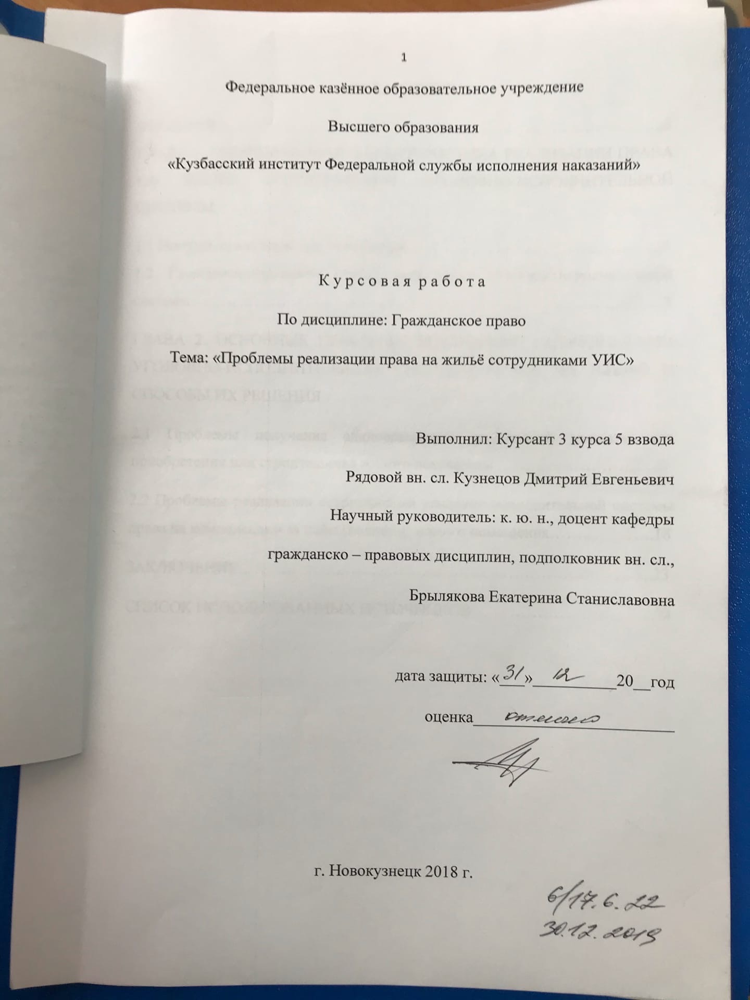 1
Федеральное казённое образовательное учреждение
Высшего образования
«Кузбасский институт Федеральной службы исполнения наказаний»
Курсовая работа
По дисциплине: Гражданское право
Тема: «Проблемы реализации права на жильё сотрудниками УИС»
Выполнил: Курсант 3 курса 5 взвода
Рядовой вн. сл. Кузнецов Дмитрий Евгеньевич
Научный руководитель: к. ю. н., доцент кафедры
гражданско – правовых дисциплин, подполковник вн. сл.,
Брылякова Екатерина Станиславовна
дата защиты: «31» 12 20__год
оценка отлично
г. Новокузнецк 2018 г.
6/17.6.22
30.12.2019